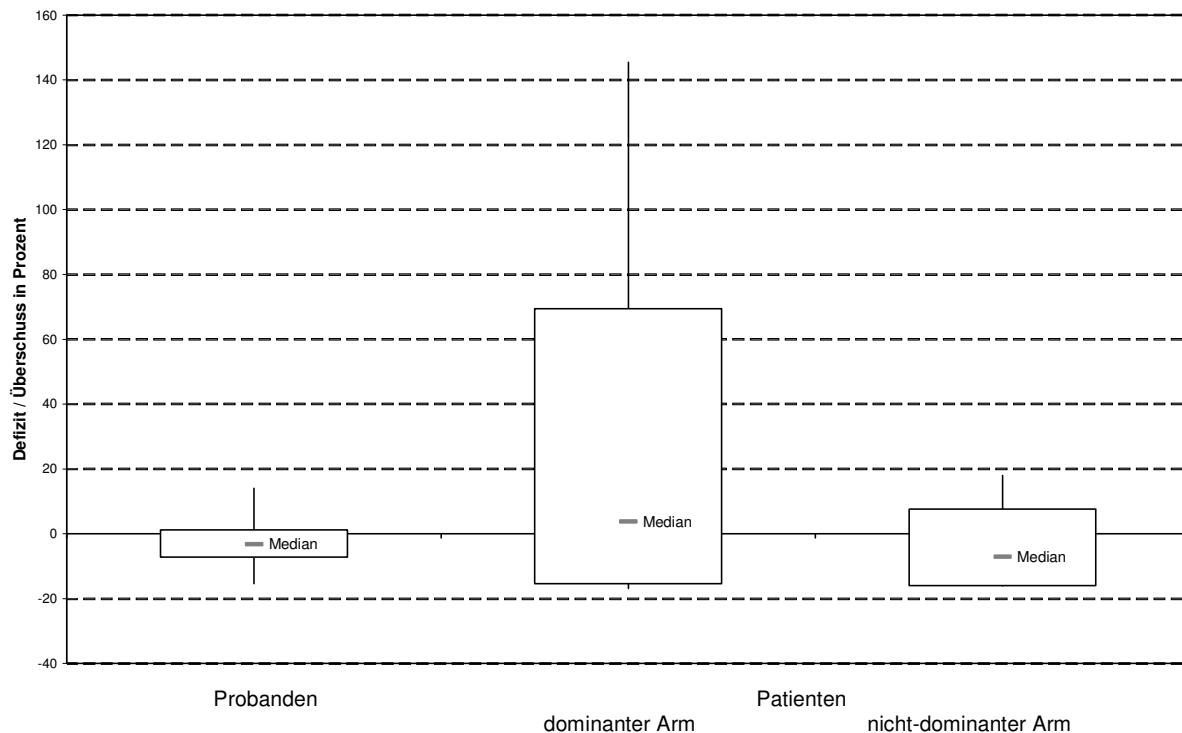 160
140
120
100
80
60
40
20
0
-20
-40
Defizit / Überschuss in Prozent
Median
Median
Median
Probanden
Patienten
dominanter Arm
nicht-dominanter Arm